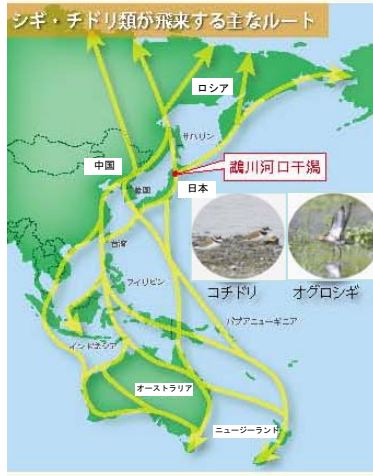 シギ・チドリ類が飛来する主なルート
ロシア
サハリン
中国
鵡川河口干潟
韓国
日本
台湾
コチドリ
オグロシギ
フィリピン
パプアニューギニア
インドネシア
オーストラリア
ニュージーランド